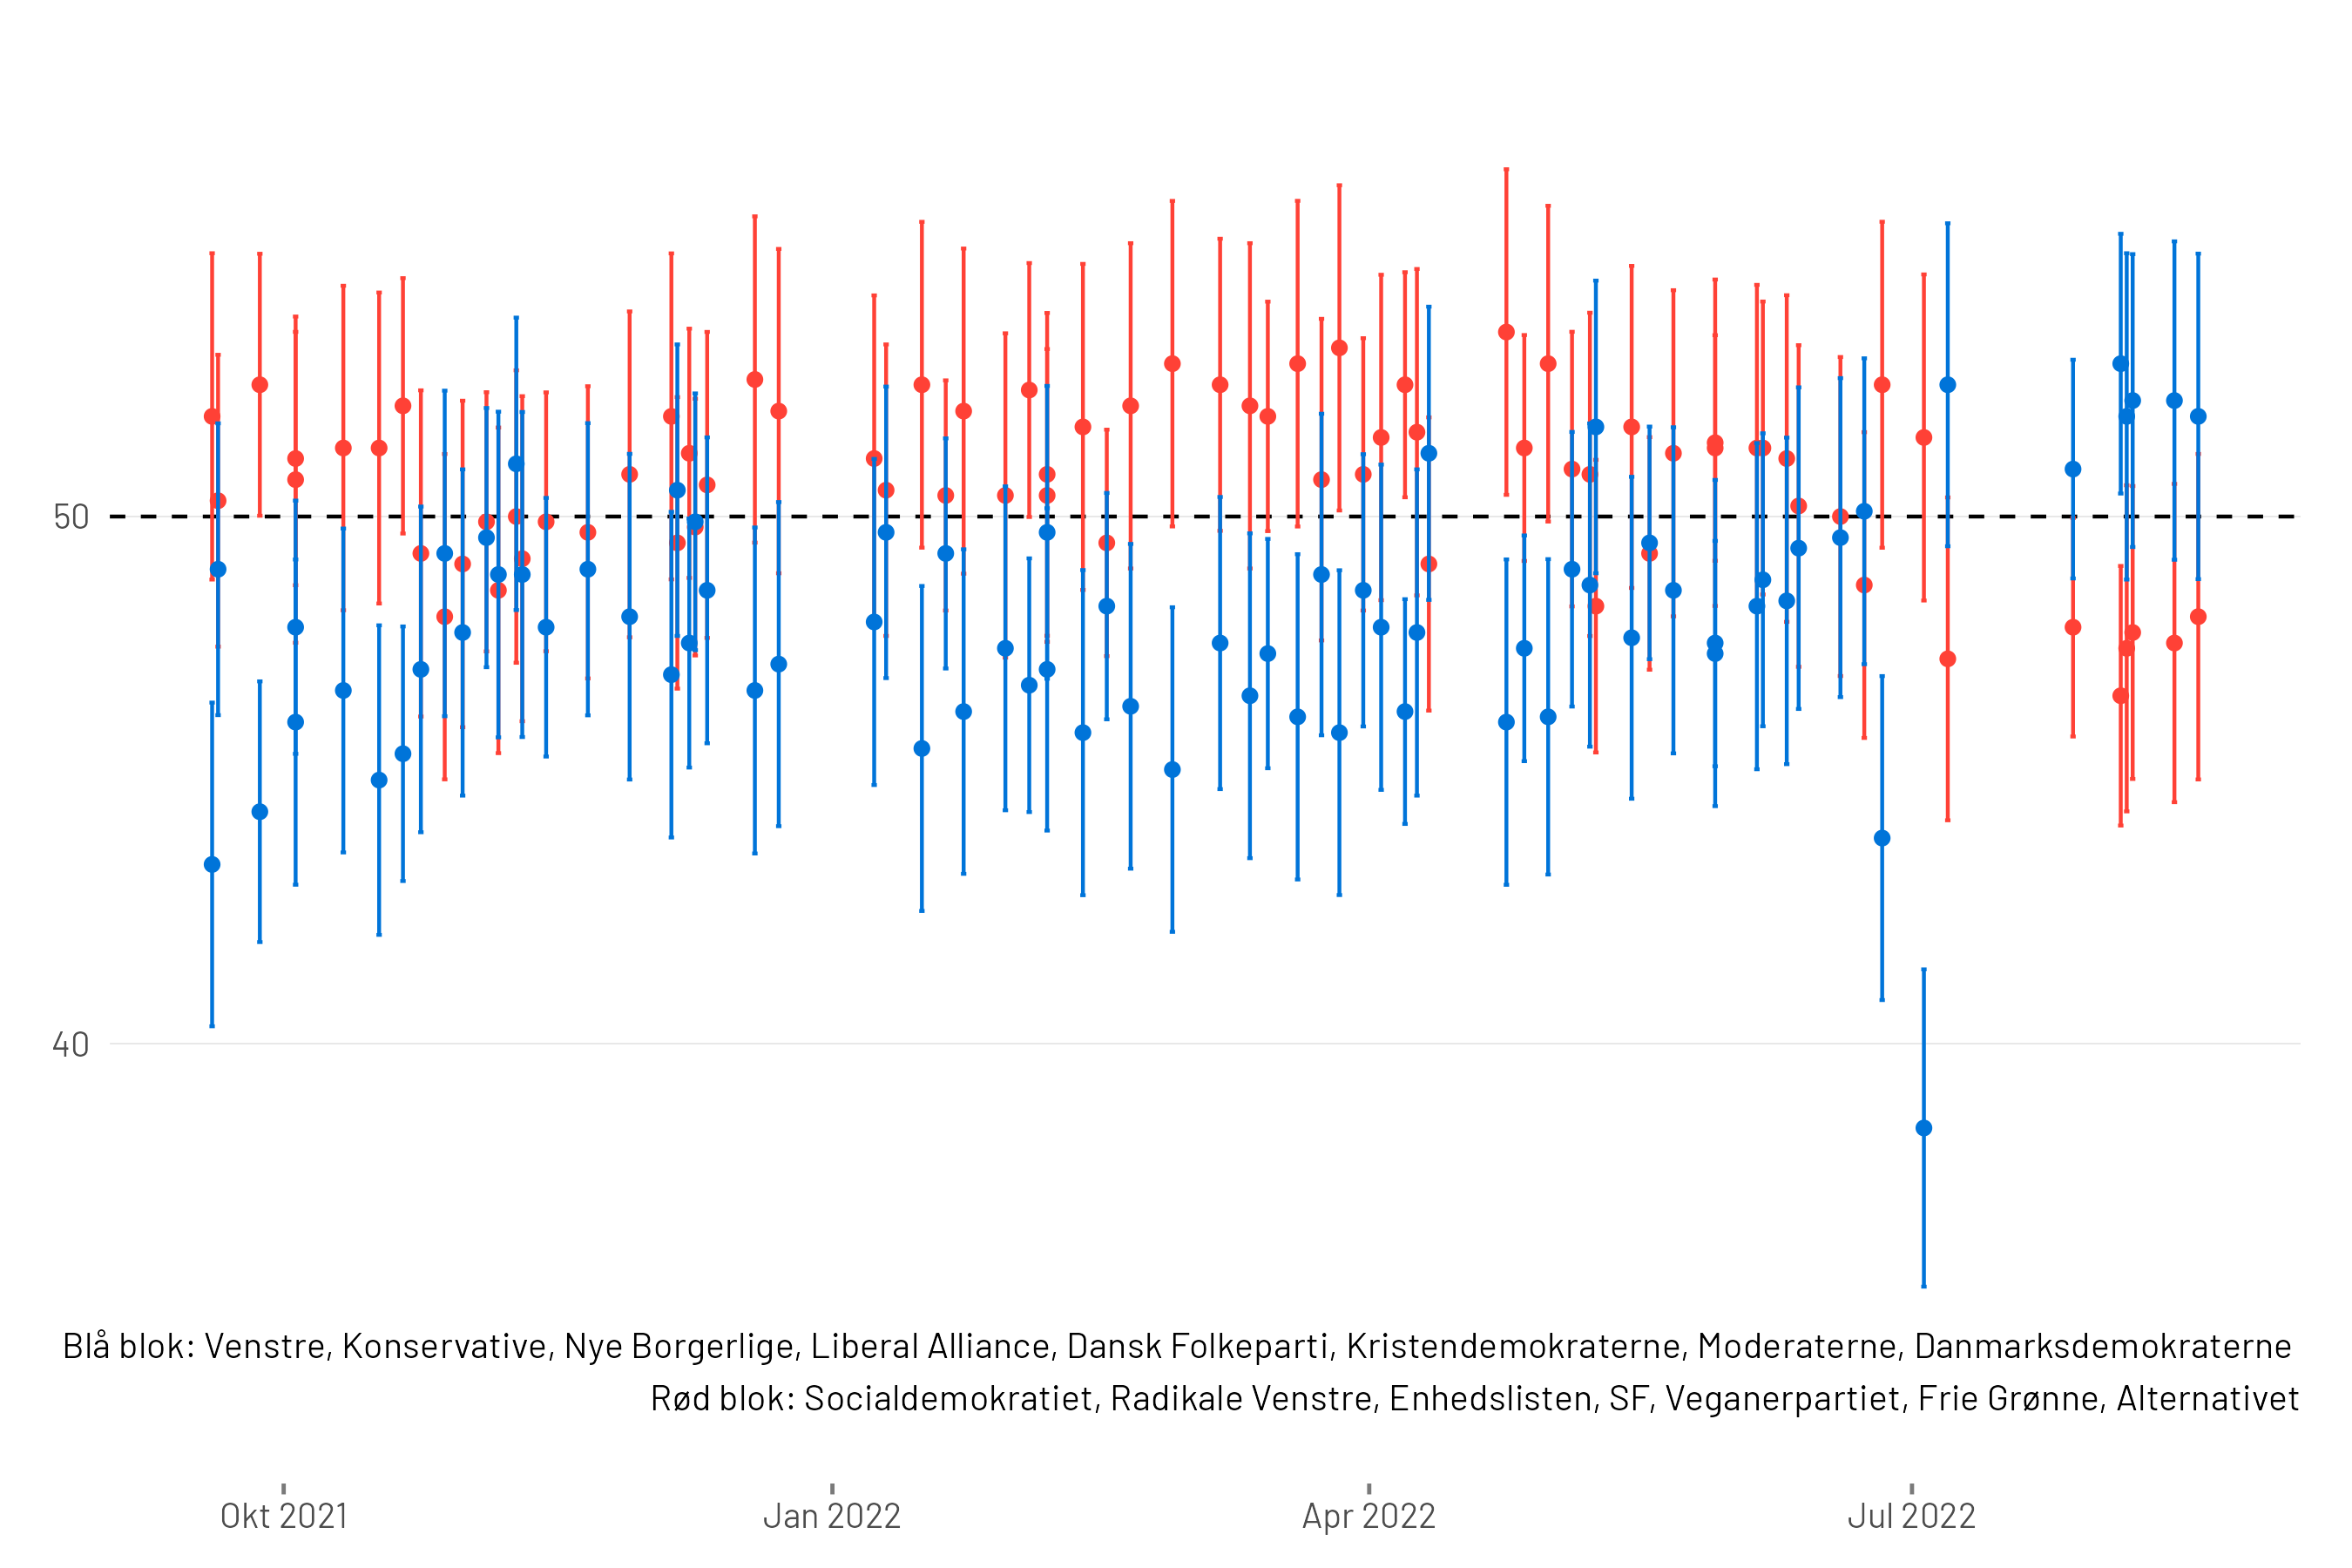 50
40
Blå blok: Venstre, Konservative, Nye Borgerlige, Liberal Alliance, Dansk Folkeparti, Kristendemokraterne, Moderaterne, Danmarksdemokraterne
Rød blok: Socialdemokratiet, Radikale Venstre, Enhedslisten, SF, Veganerpartiet, Frie Grønne, Alternativet
Okt 2021 Jan 2022 Apr 2022 Jul 2022